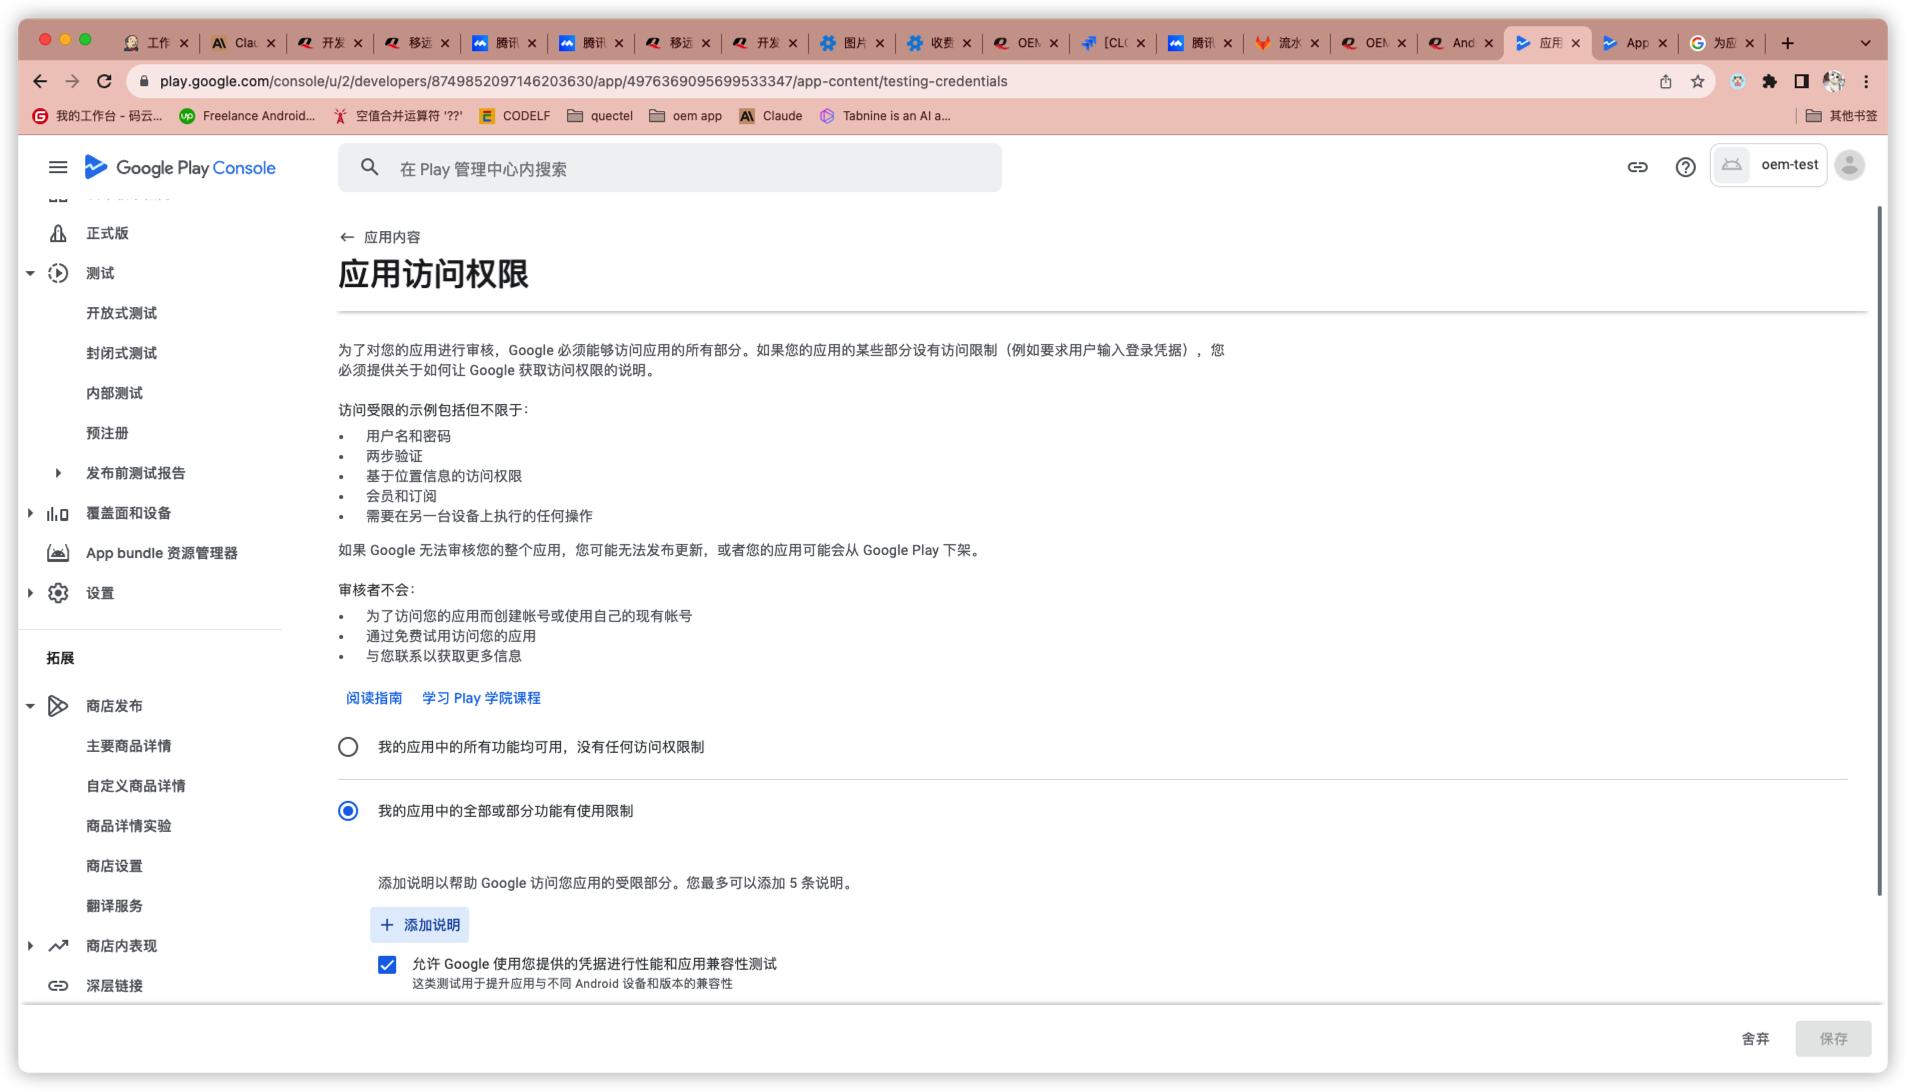 工作
Clau
开发
移远
腾讯
腾讯
移远
开发
图片
收费
OEM
[CLC
腾讯
流水
OEM
And
应用
App
为应
play.google.com/console/u/2/developers/8749852097146203630/app/4976369095699533347/app-content/testing-credentials
我的工作台 - 码云...
Freelance Android...
空值合并运算符 '??'
CODELF
quectel
oem app
Claude
Tabnine is an AI a...
其他书签
Google Play Console
在 Play 管理中心内搜索
oem-test
正式版
测试
开放式测试
封闭式测试
内部测试
预注册
发布前测试报告
覆盖面和设备
App bundle 资源管理器
设置
拓展
商店发布
主要商品详情
自定义商品详情
商品详情实验
商店设置
翻译服务
商店内表现
深层链接
应用内容
应用访问权限
为了对您的应用进行审核，Google 必须能够访问应用的所有部分。如果您的应用的某些部分设有访问限制（例如要求用户输入登录凭据），您
必须提供关于如何让 Google 获取访问权限的说明。
访问受限的示例包括但不限于：
• 用户名和密码
• 两步验证
• 基于位置信息的访问权限
• 会员和订阅
• 需要在另一台设备上执行的任何操作
如果 Google 无法审核您的整个应用，您可能无法发布更新，或者您的应用可能会从 Google Play 下架。
审核者不会：
• 为了访问您的应用而创建帐号或使用自己的现有帐号
• 通过免费试用访问您的应用
• 与您联系以获取更多信息
阅读指南 学习 Play 学院课程
我的应用中的所有功能均可用，没有任何访问权限制
我的应用中的全部或部分功能有使用限制
添加说明以帮助 Google 访问您应用的受限部分。您最多可以添加 5 条说明。
添加说明
允许 Google 使用您提供的凭据进行性能和应用兼容性测试
这类测试用于提升应用与不同 Android 设备和版本的兼容性
舍弃
保存